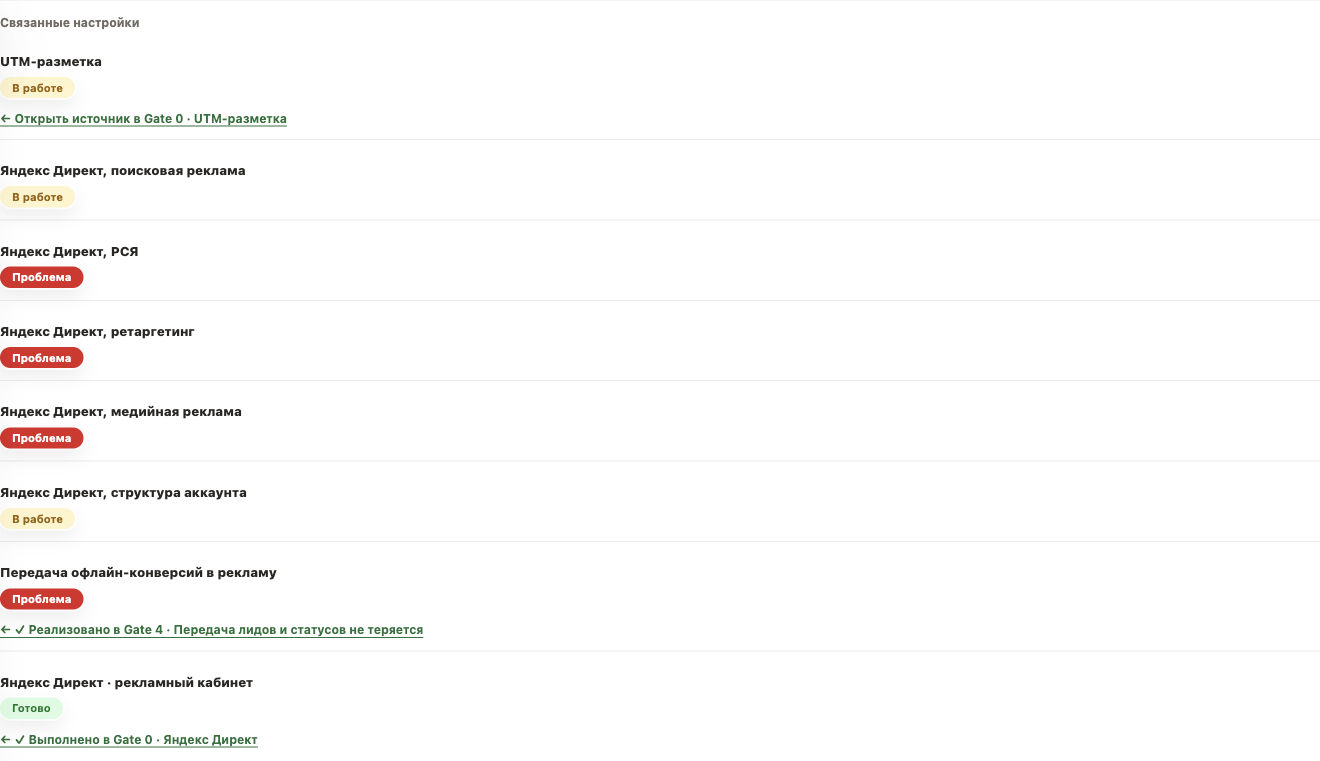 Связанные настройки
UTM-разметка
В работе
← Открыть источник в Gate 0 · UTM-разметка
Яндекс Директ, поисковая реклама
В работе
Яндекс Директ, РСЯ
Проблема
Яндекс Директ, ретаргетинг
Проблема
Яндекс Директ, медийная реклама
Проблема
Яндекс Директ, структура аккаунта
В работе
Передача офлайн-конверсий в рекламу
Проблема
← ✓ Реализовано в Gate 4 · Передача лидов и статусов не теряется
Яндекс Директ · рекламный кабинет
Готово
← ✓ Выполнено в Gate 0 · Яндекс Директ